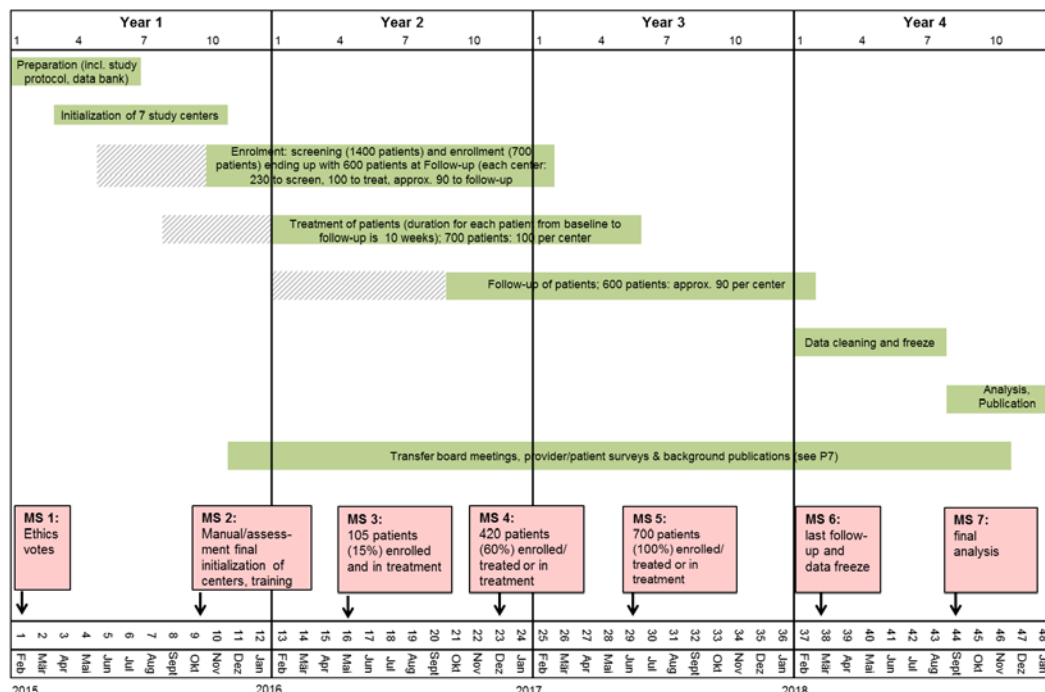 Year 1 Year 2 Year 3 Year 4
1 4 7 10 1 4 7 10 1 4 7 10 1 4 7 10
Preparation (incl. study
protocol, data bank)
Initialization of 7 study centers
Enrolment: screening (1400 patients) and enrollment (700
patients) ending up with 600 patients at Follow-up (each center:
230 to screen, 100 to treat, approx. 90 to follow-up
Treatment of patients (duration for each patient from baseline to
follow-up is 10 weeks); 700 patients: 100 per center
Follow-up of patients; 600 patients: approx. 90 per center
Data cleaning and freeze
Analysis,
Publication
Transfer board meetings, provider/patient surveys & background publications (see P7)
MS 1:
Ethics
votes
MS 2:
Manual/assess-
ment final
initialization of
centers, training
MS 3:
105 patients
(15%) enrolled
and in treatment
MS 4:
420 patients
(60%) enrolled/
treated or in
treatment
MS 5:
700 patients
(100%) enrolled/
treated or in
treatment
MS 6:
last follow-
up and
data freeze
MS 7:
final
analysis
1 2 3 4 5 6 7 8 9 10 11 12 13 14 15 16 17 18 19 20 21 22 23 24 25 26 27 28 29 30 31 32 33 34 35 36 37 38 39 40 41 42 43 44 45 46 47 48
Feb Mär Apr Mai Jun Jul Aug Sept Okt Nov Dez Jan Feb Mär Apr Mai Jun Jul Aug Sept Okt Nov Dez Jan Feb Mär Apr Mai Jun Jul Aug Sept Okt Nov Dez Jan Feb Mär Apr Mai Jun Jul Aug Sept Okt Nov Dez Jan
2015 2016 2017 2018